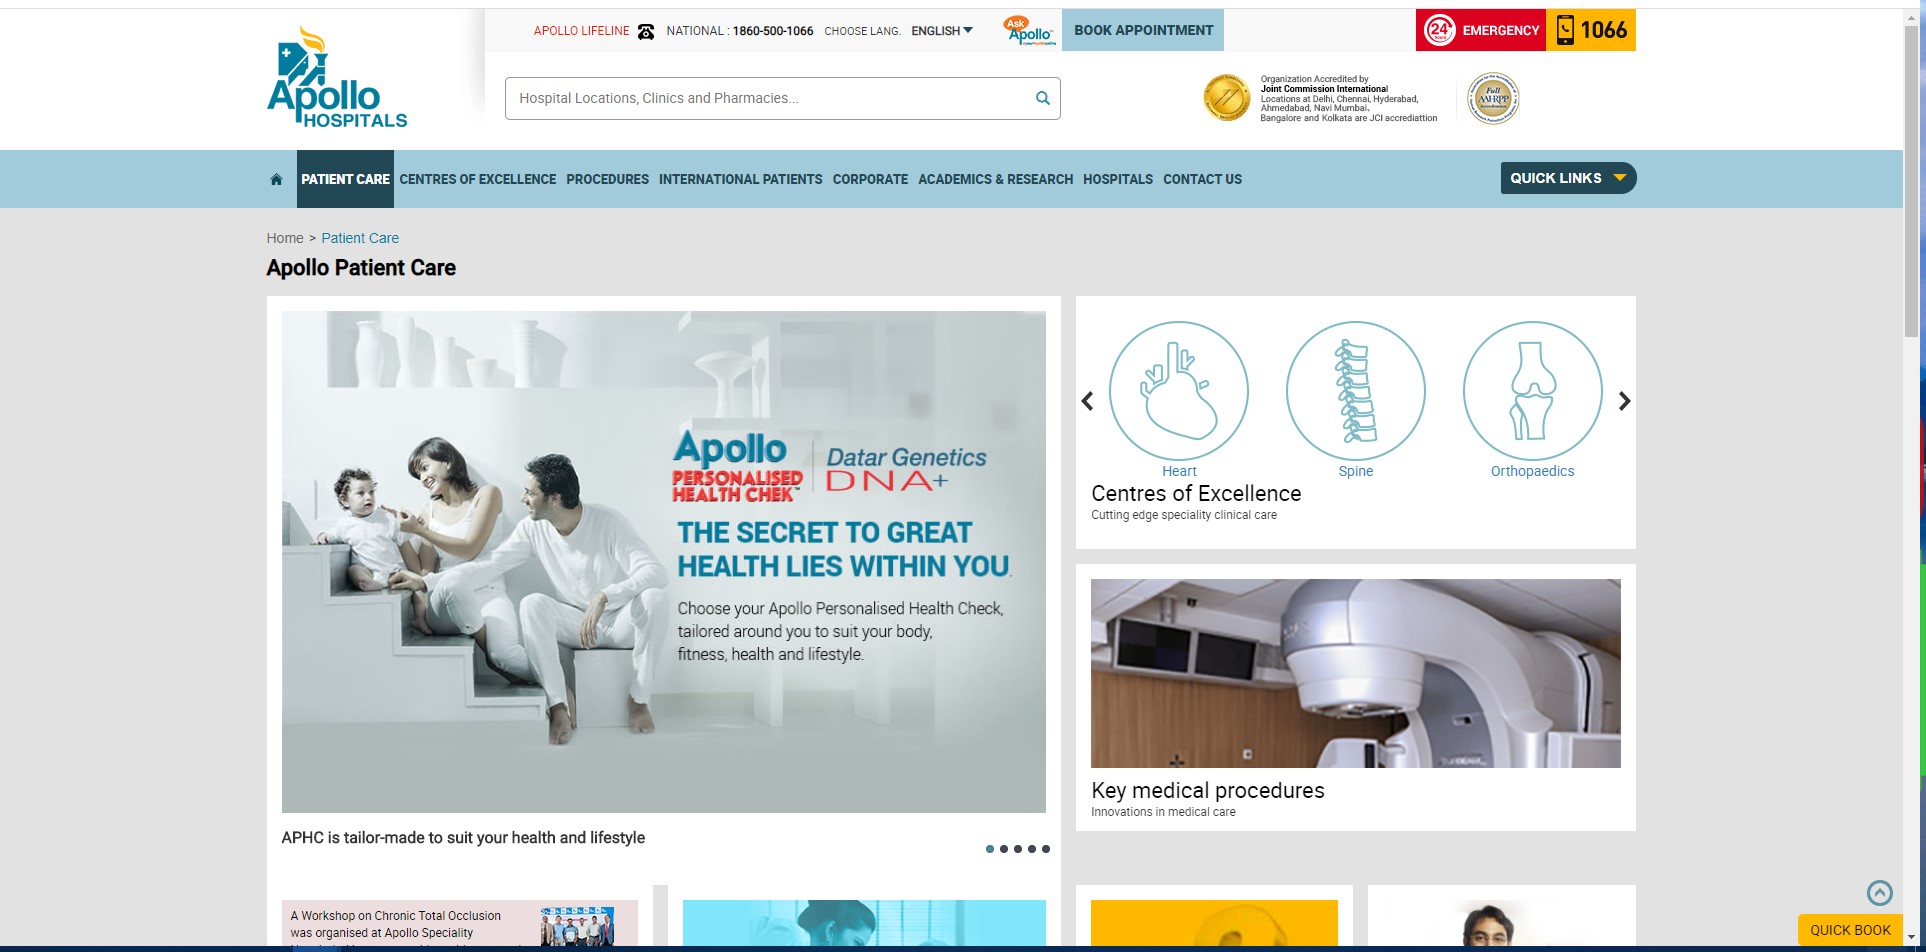 APOLLO LIFELINE NATIONAL : 1860-500-1066 CHOOSE LANG. ENGLISH
Ask
Apollo
BOOK APPOINTMENT
24
EMERGENCY
1066
Apollo
HOSPITALS
Hospital Locations, Clinics and Pharmacies...
Organization Accredited by
Joint Commission International
Locations at Delhi, Chennai, Hyderabad,
Ahmedabad, Navi Mumbai.
Bangalore and Kolkata are JCI accrediattion
Full
AAHRPP
PATIENT CARE CENTRES OF EXCELLENCE PROCEDURES INTERNATIONAL PATIENTS CORPORATE ACADEMICS & RESEARCH HOSPITALS CONTACT US
QUICK LINKS
Home > Patient Care
Apollo Patient Care
Apollo
PERSONALISED
HEALTH CHEK™
Datar Genetics
DNA+
THE SECRET TO GREAT
HEALTH LIES WITHIN YOU.
Choose your Apollo Personalised Health Check,
tailored around you to suit your body,
fitness, health and lifestyle.
APHC is tailor-made to suit your health and lifestyle
Heart Spine Orthopaedics
Centres of Excellence
Cutting edge speciality clinical care
Key medical procedures
Innovations in medical care
A Workshop on Chronic Total Occlusion
was organised at Apollo Speciality
QUICK BOOK